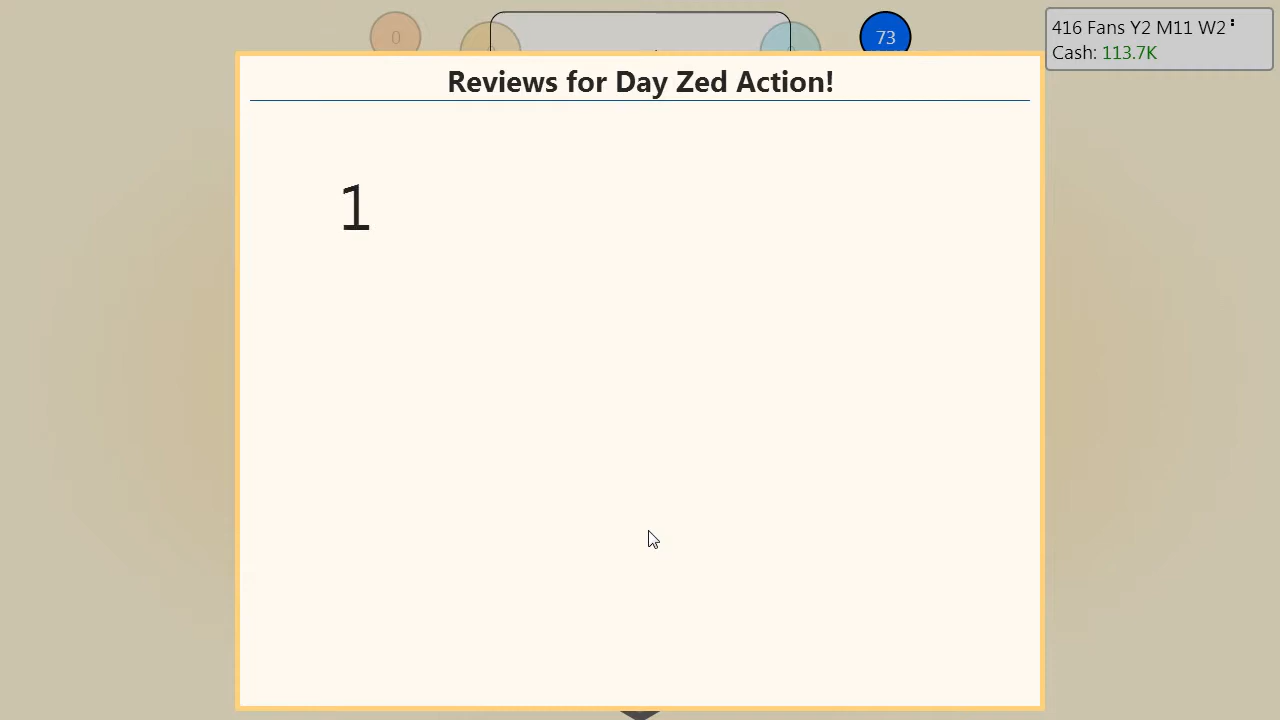 0
73
416 Fans Y2 M11 W2
Cash: 113.7K
Reviews for Day Zed Action!
1